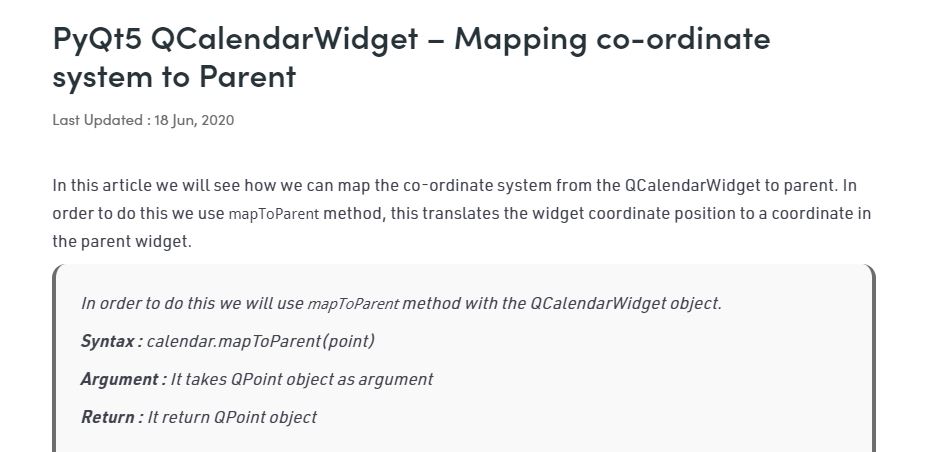 PyQt5 QCalendarWidget – Mapping co-ordinate
system to Parent
Last Updated : 18 Jun, 2020
In this article we will see how we can map the co-ordinate system from the QCalendarWidget to parent. In
order to do this we use mapToParent method, this translates the widget coordinate position to a coordinate in
the parent widget.
In order to do this we will use mapToParent method with the QCalendarWidget object.
Syntax : calendar.mapToParent(point)
Argument : It takes QPoint object as argument
Return : It return QPoint object